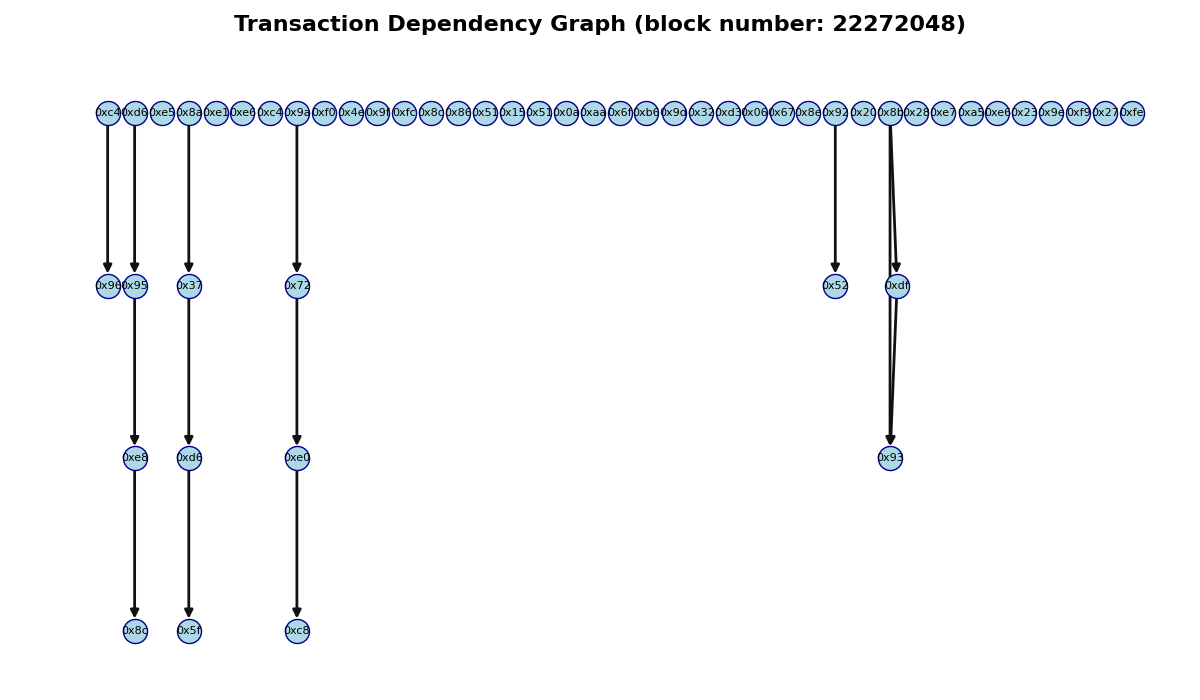 Transaction Dependency Graph (block number: 22272048)
0xc4 0xd6 0xe5 0x8a 0xe1 0xe6 0xc4 0x9a 0xf0 0x4e 0x9f 0xfc 0x8c 0x86 0x51 0x15 0x51 0x0a 0xaa 0x6f 0xb6 0x9d 0x32 0xd3 0x06 0x67 0x8e 0x92 0x20 0x8b 0x28 0xe7 0xa5 0xe6 0x23 0x9e 0xf9 0x27 0xfe
0x96 0x95 0x37 0x72 0x52 0xdf
0xe8 0xd6 0xe0 0x93
0x8c 0x5f 0xc8